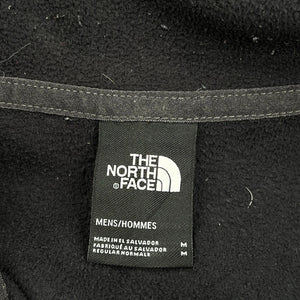 THE
NORTH
FACE
®
MENS/HOMMES
MADE IN EL SALVADOR M
FABRIQUÉ AU SALVADOR M
REGULAR/NORMALE